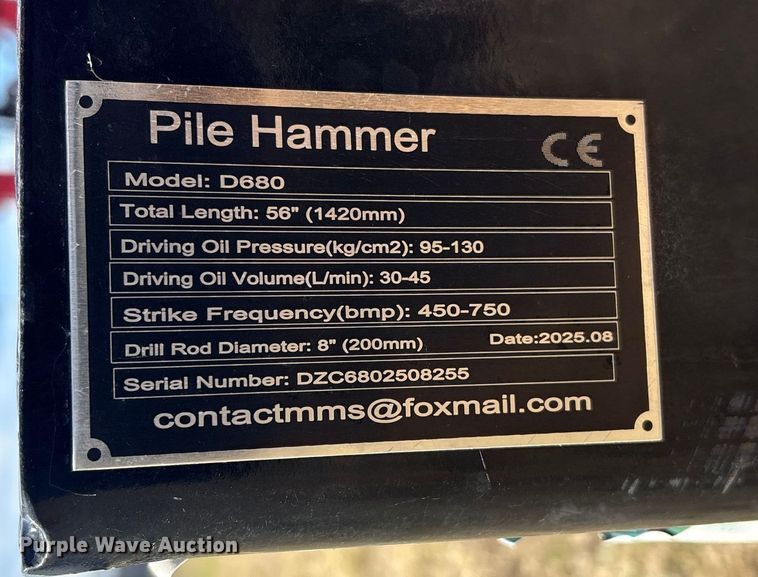 Pile Hammer
CE
Model: D680
Total Length: 56" (1420mm)
Driving Oil Pressure(kg/cm2): 95-130
Driving Oil Volume(L/min): 30-45
Strike Frequency(bmp): 450-750
Drill Rod Diameter: 8" (200mm) Date:2025.08
Serial Number: DZC6802508255
contactmms@foxmail.com
Purple Wave Auction